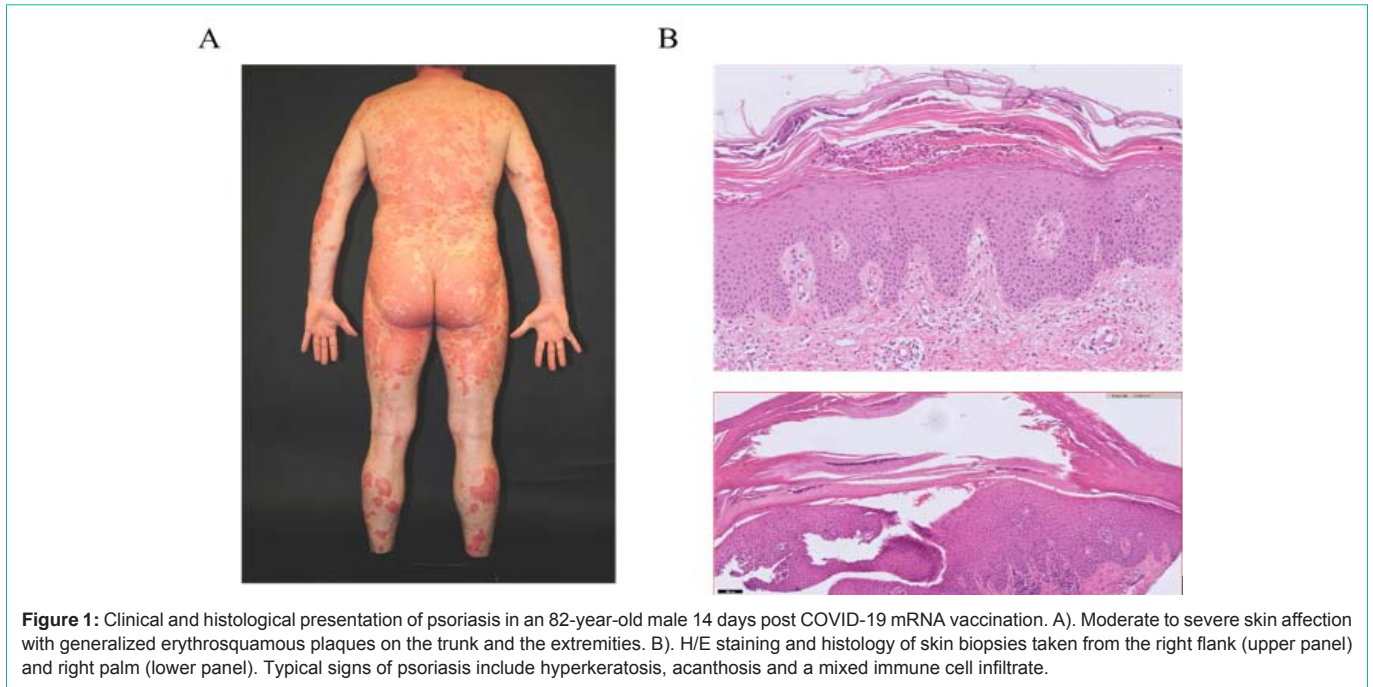 A
B
Figure 1: Clinical and histological presentation of psoriasis in an 82-year-old male 14 days post COVID-19 mRNA vaccination. A). Moderate to severe skin affection
with generalized erythrosquamous plaques on the trunk and the extremities. B). H/E staining and histology of skin biopsies taken from the right flank (upper panel)
and right palm (lower panel). Typical signs of psoriasis include hyperkeratosis, acanthosis and a mixed immune cell infiltrate.